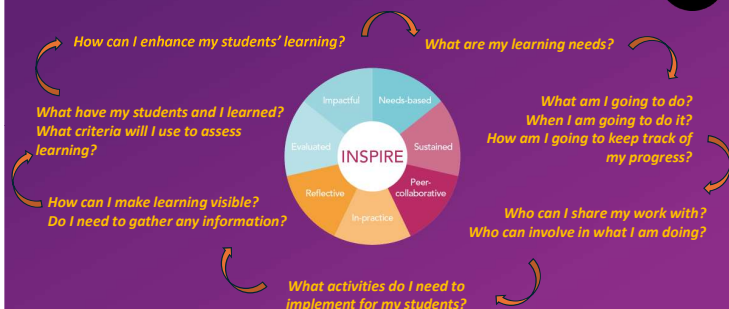 How can I enhance my students' learning?
What are my learning needs?
What am I going to do?
When I am going to do it?
How am I going to keep track of
my progress?
Who can I share my work with?
Who can involve in what I am doing?
What activities do I need to
implement for my students?
How can I make learning visible?
Do I need to gather any information?
What have my students and I learned?
What criteria will I use to assess
learning?
INSPIRE
Impactful
Needs-based
Sustained
Peer-
collaborative
In-practice
Reflective
Evaluated